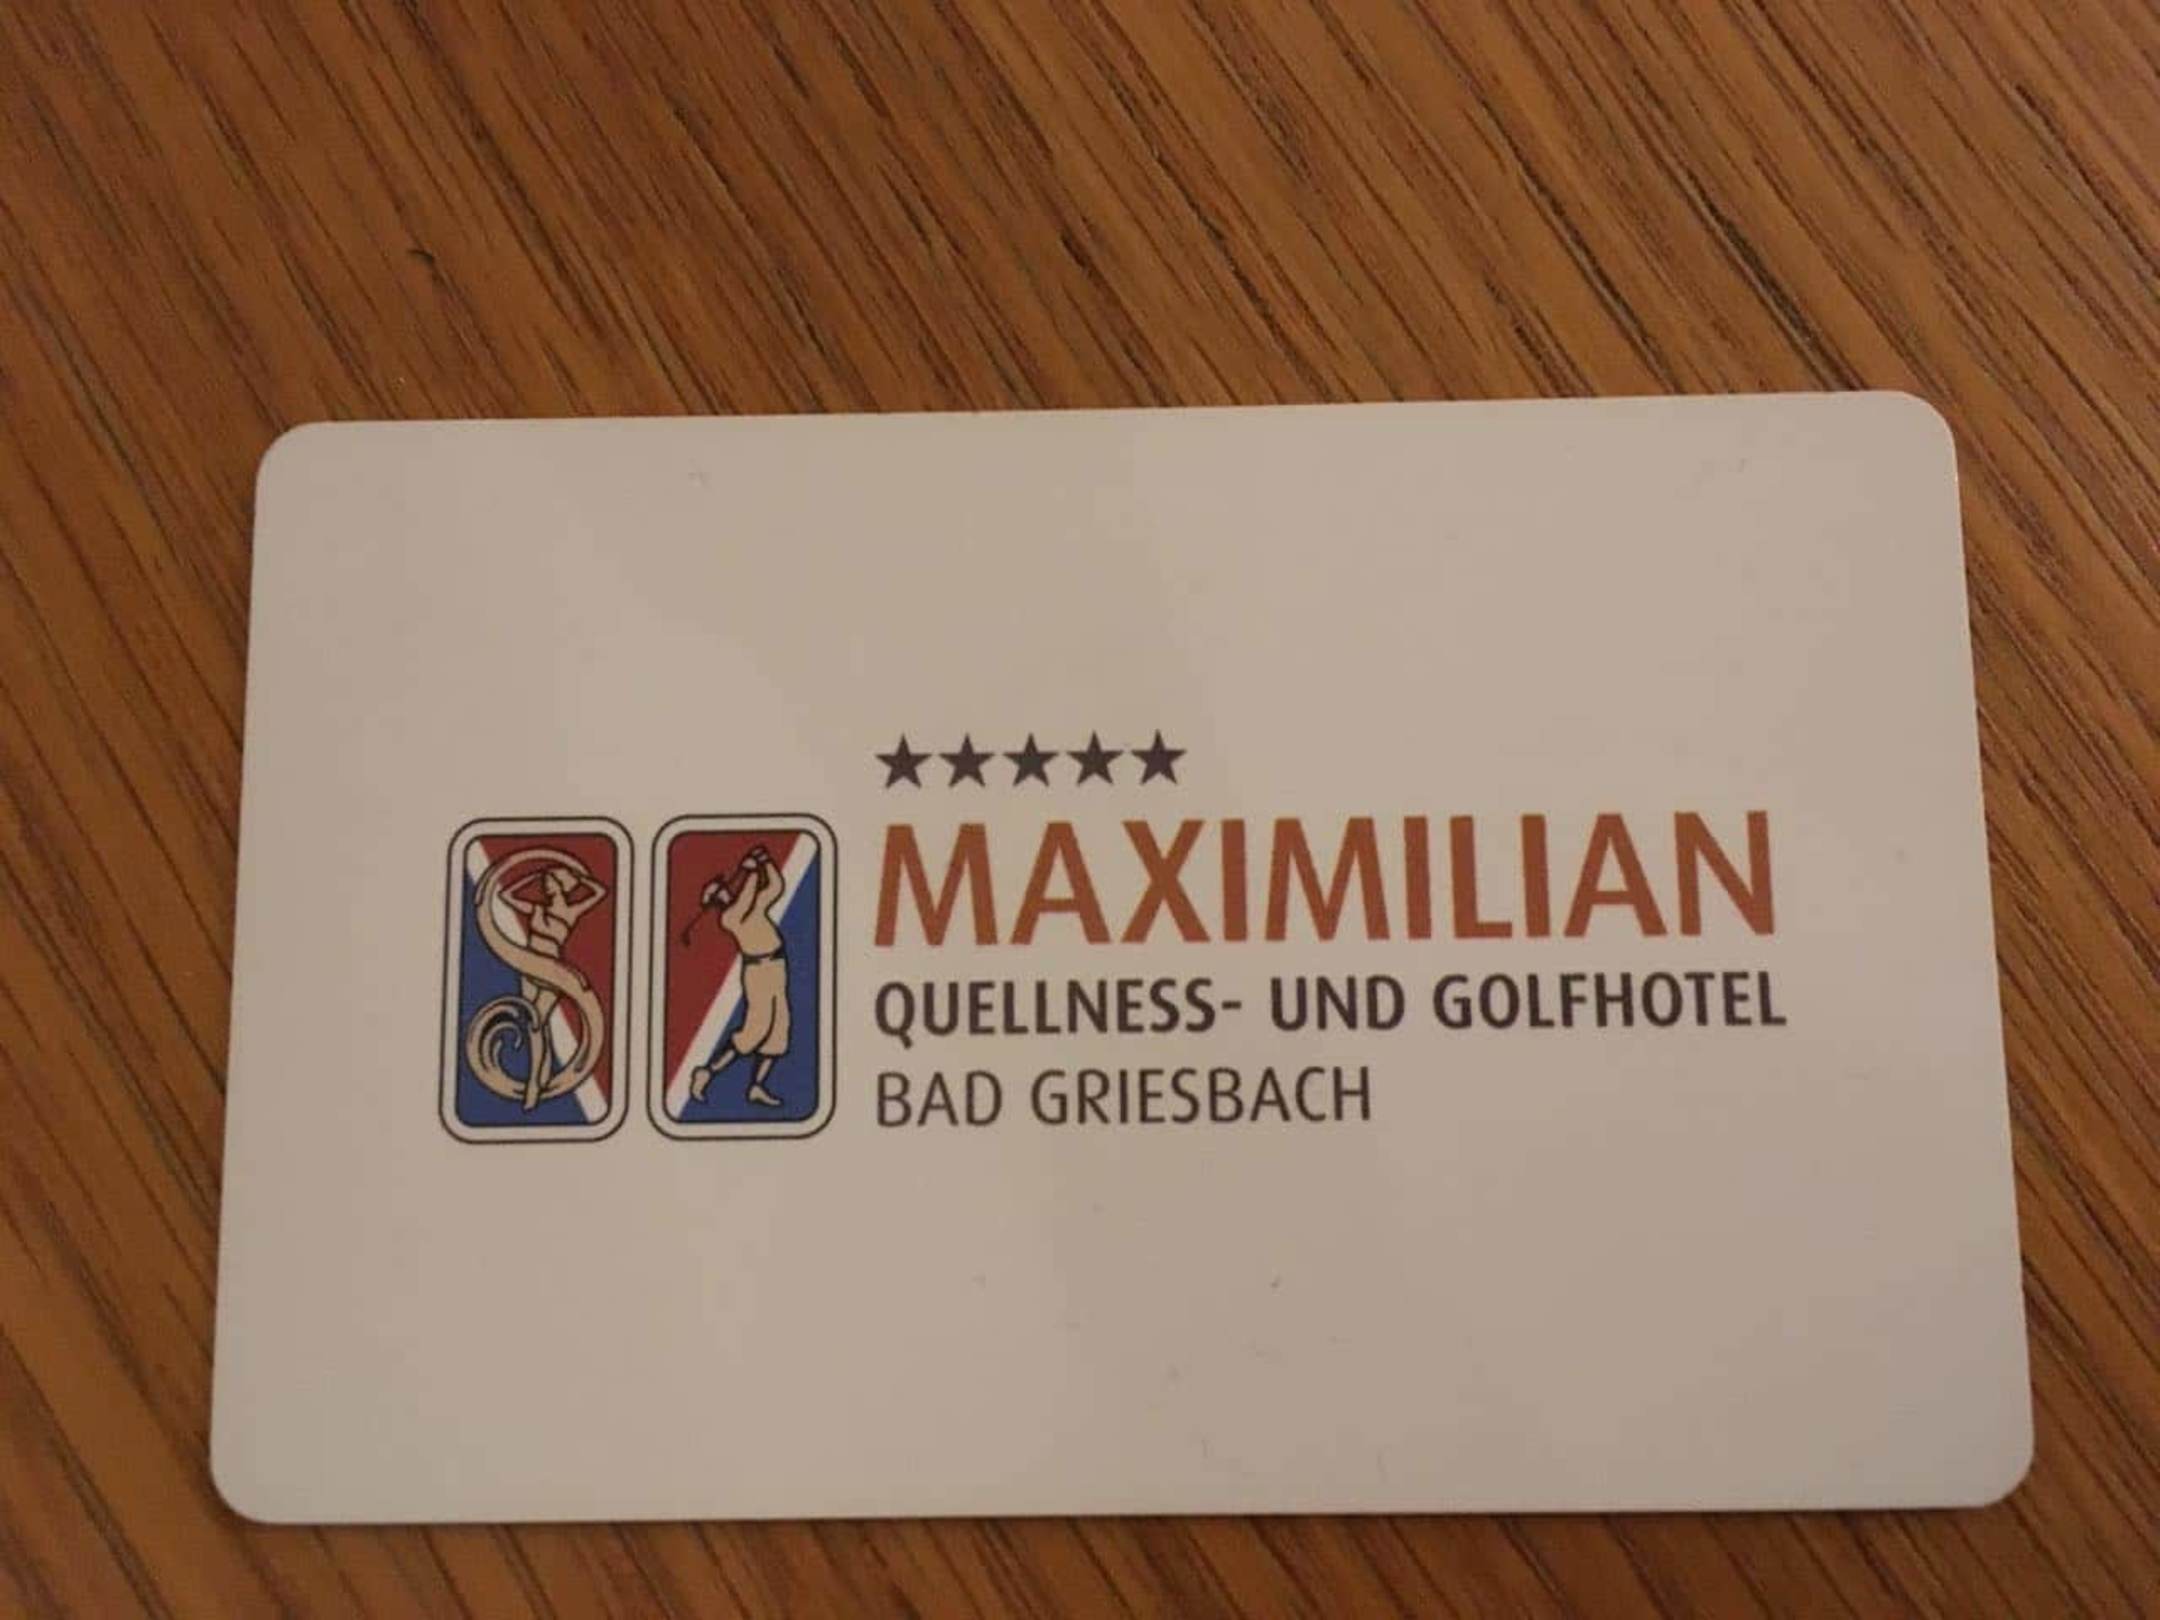 ★★★★★
MAXIMILIAN
QUELLNESS- UND GOLFHOTEL
BAD GRIESBACH